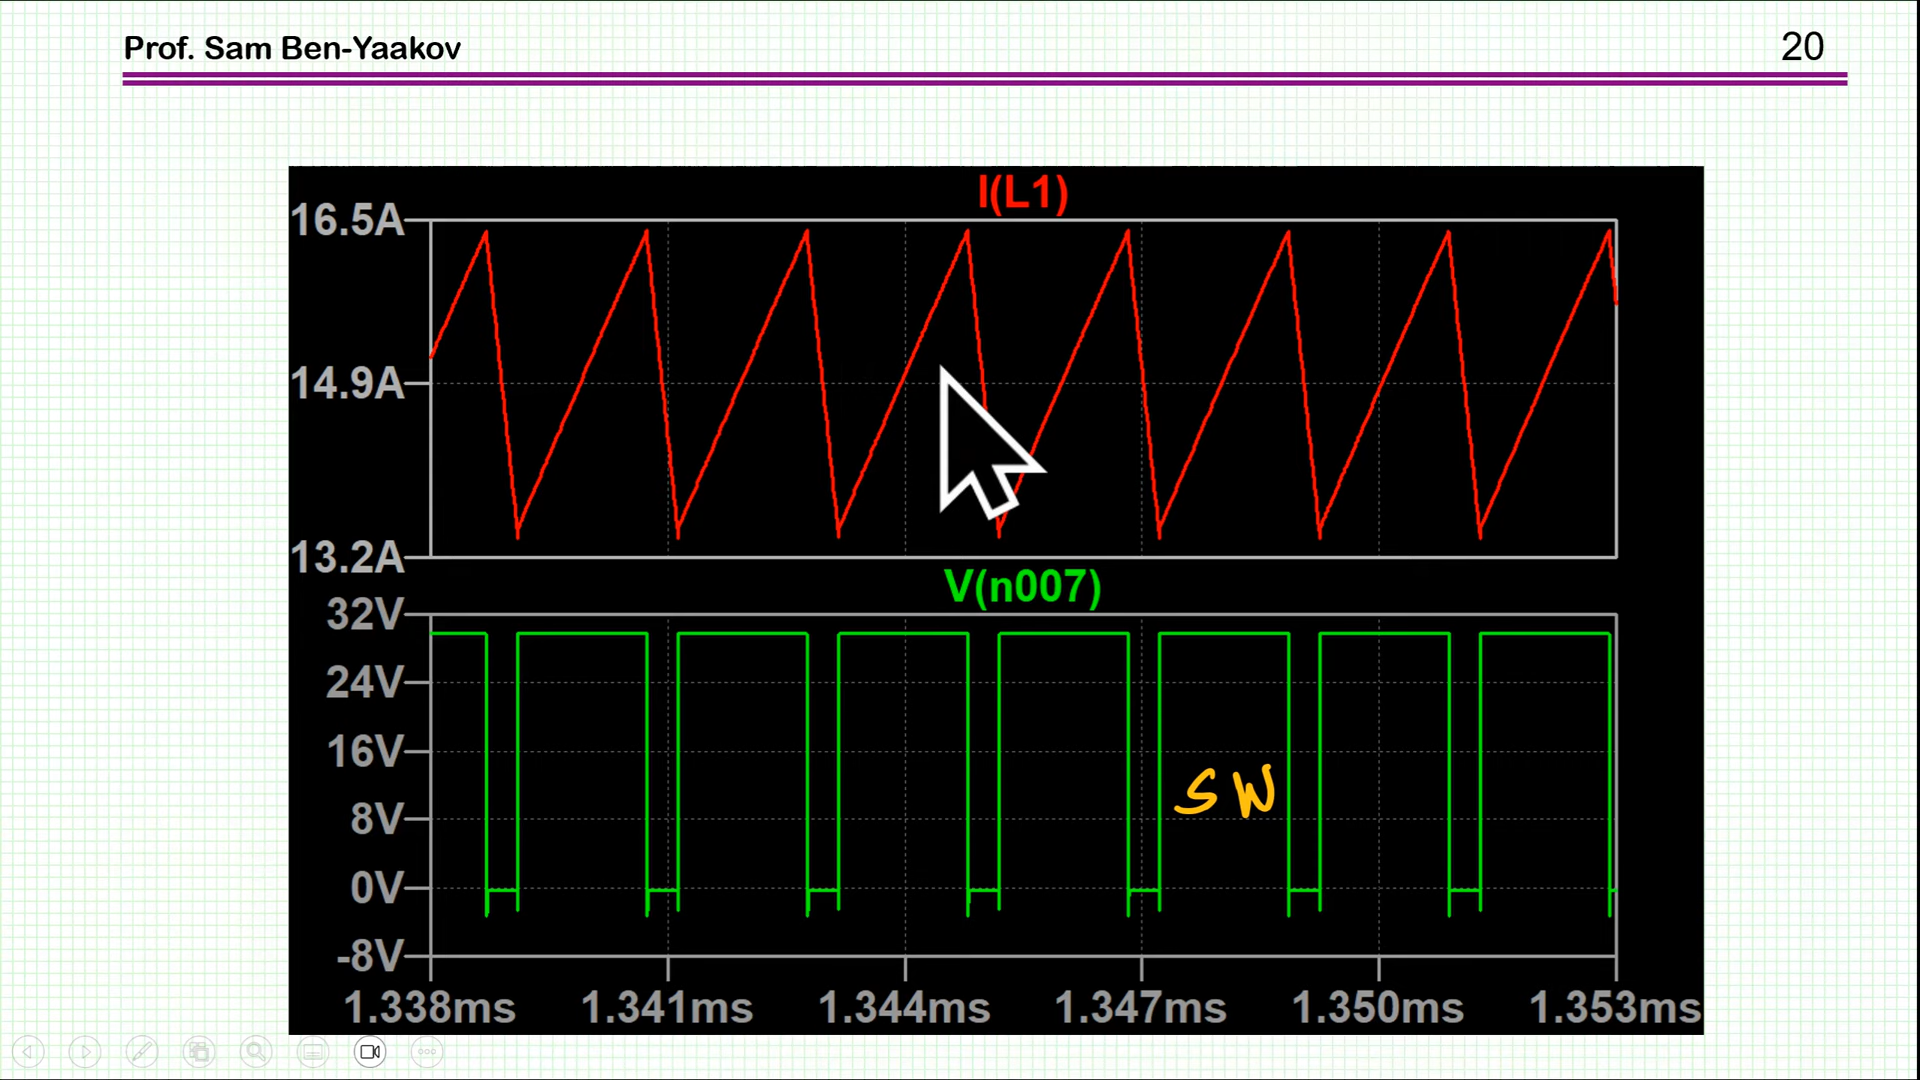 Prof. Sam Ben-Yaakov 20
I(L1)
16.5A
14.9A
13.2A
V(n007)
32V
24V
16V
8V
0V
-8V
SW
1.338ms 1.341ms 1.344ms 1.347ms 1.350ms 1.353ms